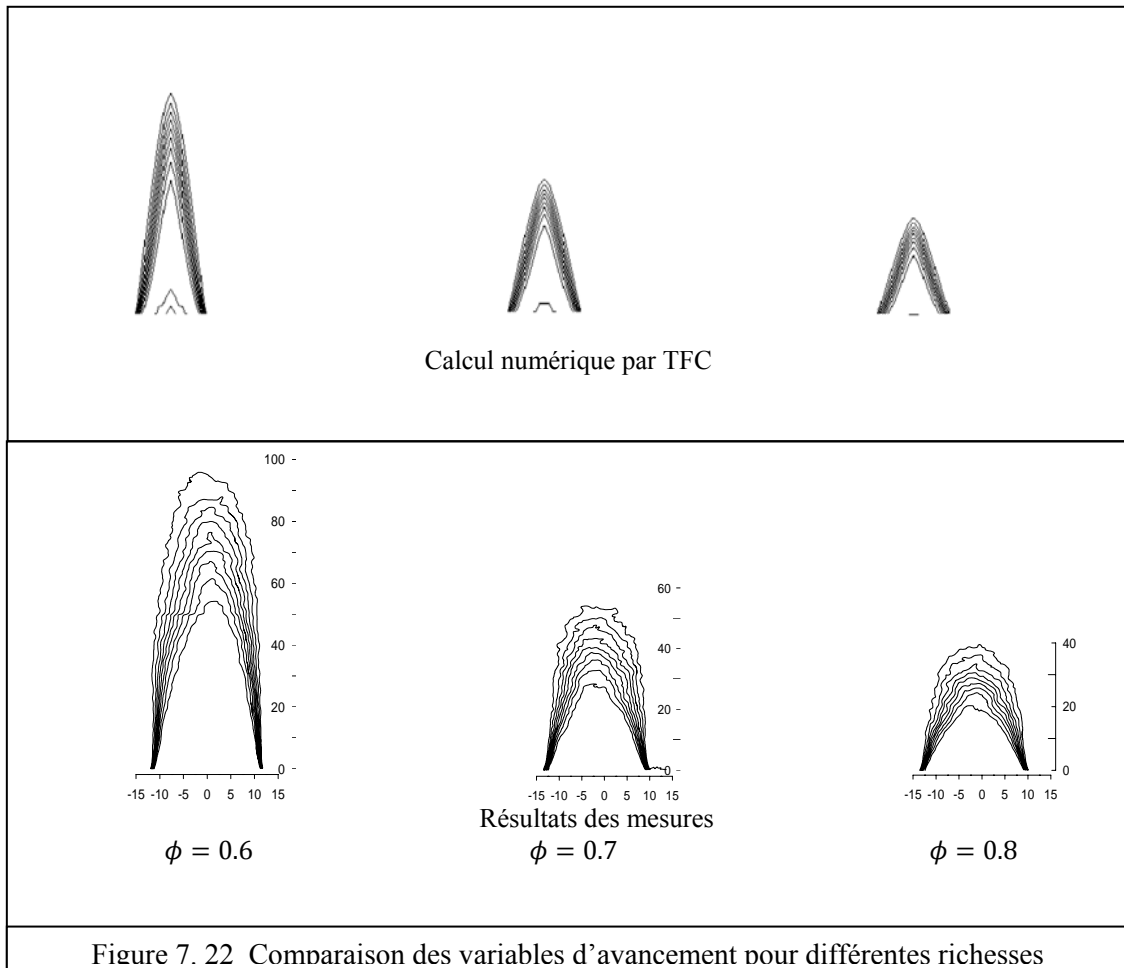 Calcul numérique par TFC
100
80
60
40
20
0
-15 -10 -5 0 5 10 15
60
40
20
0
-15 -10 -5 0 5 10 15
40
20
0
-15 -10 -5 0 5 10 15
Résultats des mesures
𝜙 = 0.6 𝜙 = 0.7 𝜙 = 0.8
Figure 7. 22 Comparaison des variables d’avancement pour différentes richesses